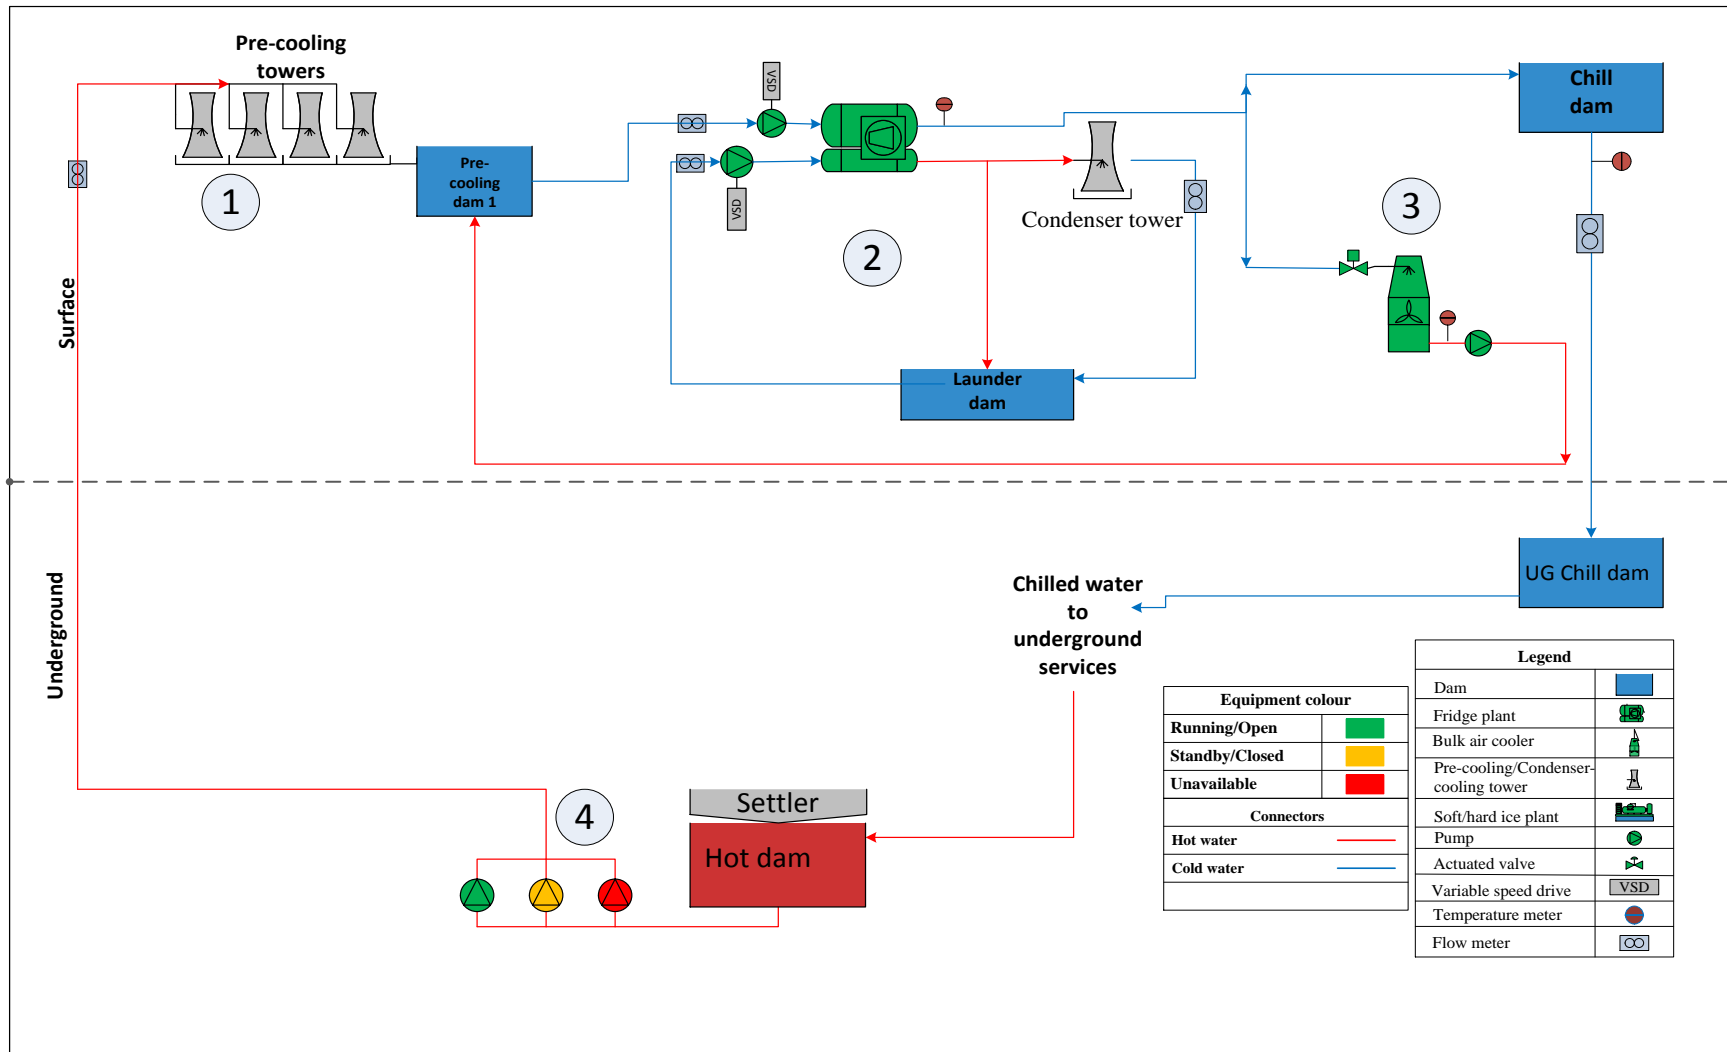 Pre-cooling
towers
VSD
Chill
dam
Pre-
cooling
dam 1
VSD
1
Condenser tower
3
2
Surface
Launder
dam
Underground
UG Chill dam
Chilled water
to
underground
services
Legend
Dam
Fridge plant
Bulk air cooler
Pre-cooling/Condenser-
cooling tower
Soft/hard ice plant
Pump
Actuated valve
Variable speed drive
VSD
Temperature meter
Flow meter
Equipment colour
Running/Open
Standby/Closed
Unavailable
Connectors
Hot water
Cold water
4
Settler
Hot dam